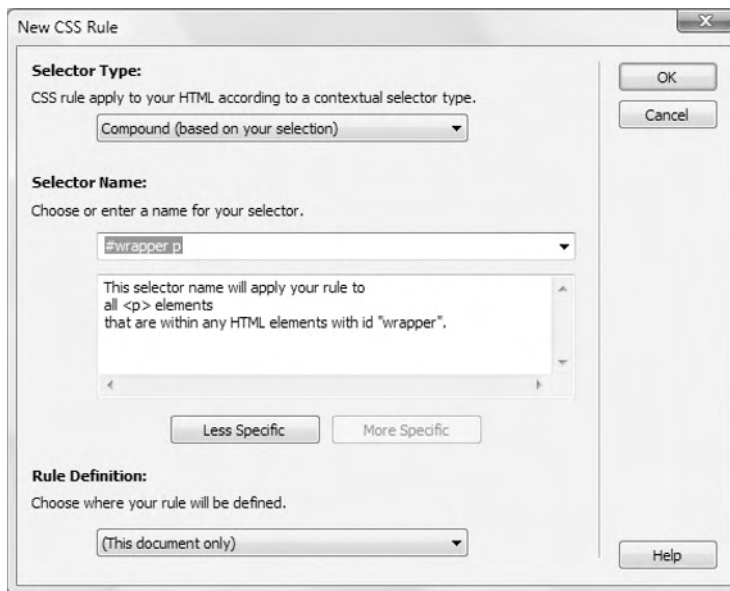 New CSS Rule
X
Selector Type:
OK
CSS rule apply to your HTML according to a contextual selector type.
Compound (based on your selection)
Cancel
Selector Name:
Choose or enter a name for your selector.
#wrapper p
This selector name will apply your rule to
all <p> elements
that are within any HTML elements with id "wrapper".
Less Specific
More Specific
Rule Definition:
Choose where your rule will be defined.
(This document only)
Help